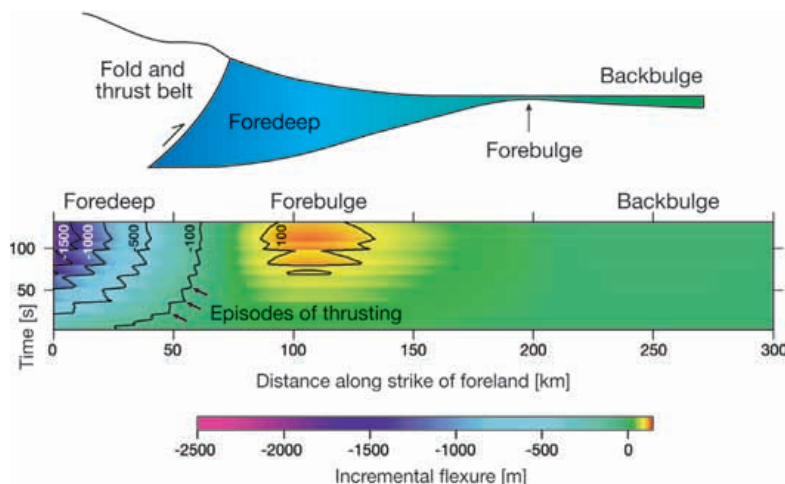 Fold and
thrust belt
Foredeep
Backbulge
Forebulge
Foredeep Forebulge Backbulge
-1500
-1000
-500
-100
100
100
50
Time [s]
Episodes of thrusting
0 50 100 150 200 250 300
Distance along strike of foreland [km]
-2500 -2000 -1500 -1000 -500 0
Incremental flexure [m]